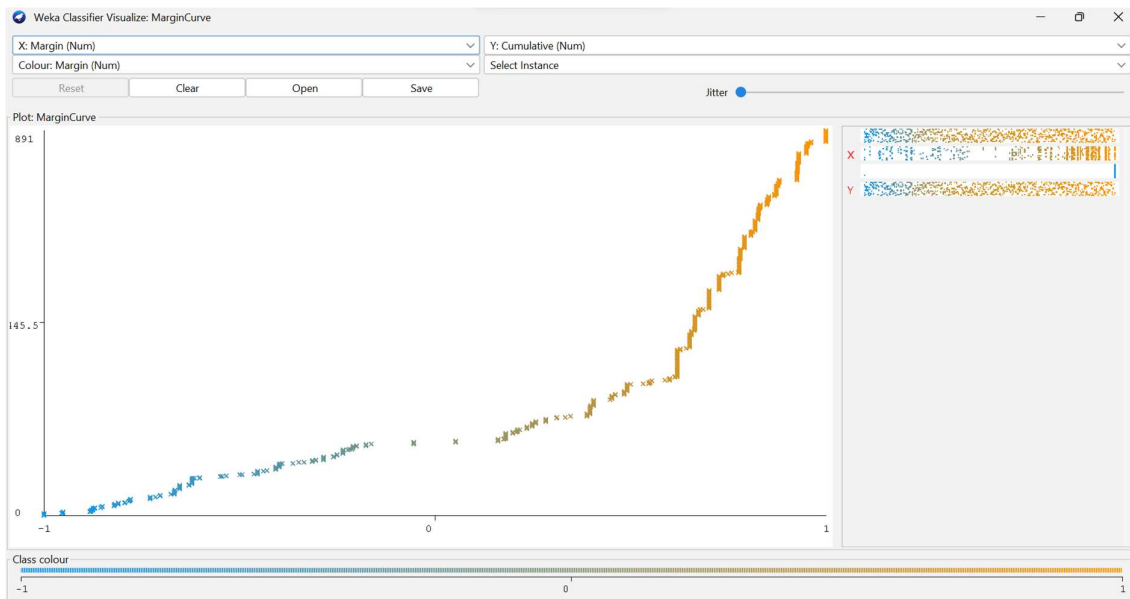 Weka Classifier Visualize: MarginCurve
X: Margin (Num)
Y: Cumulative (Num)
Colour: Margin (Num)
Select Instance
Reset
Clear
Open
Save
Jitter
Plot: MarginCurve
891
X
Y
445.5
0
-1
0
1
Class colour
-1
0
1